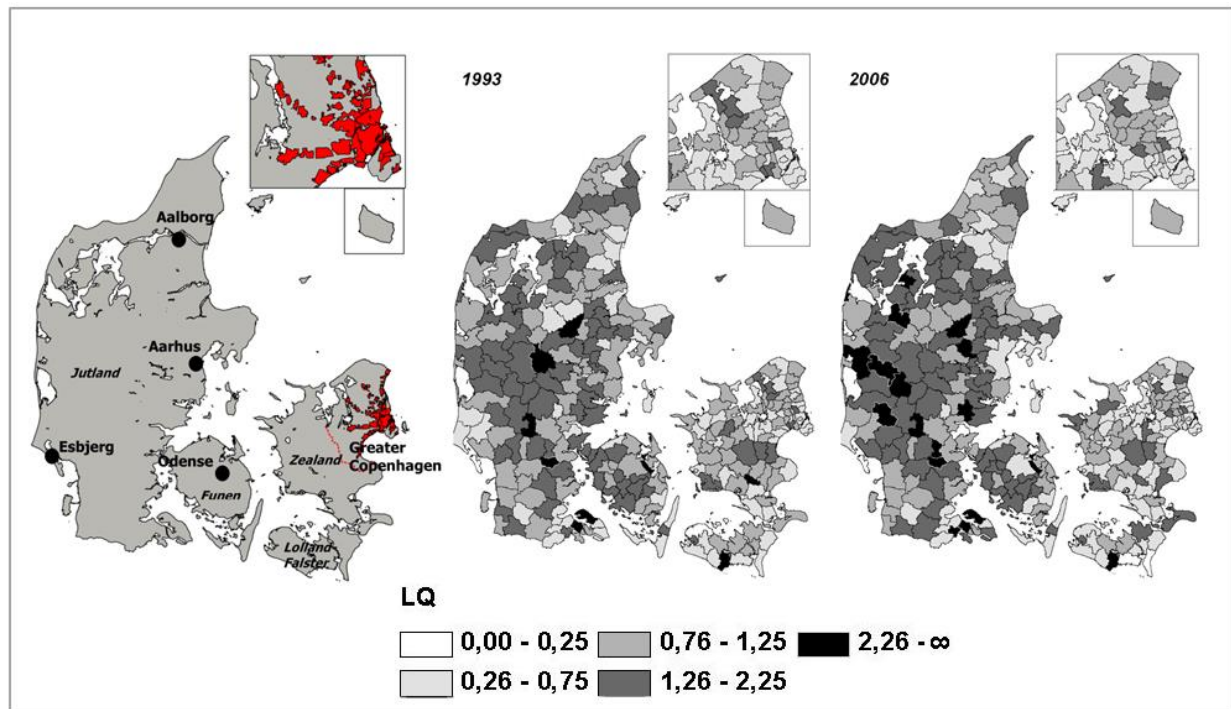 1993
2006
Aalborg
Aarhus
Jutland
Esbjerg
Odense
Funen
Zealand
Greater
Copenhagen
Lolland-
Falster
LQ
0,00 - 0,25
0,76 - 1,25
2,26 - ∞
0,26 - 0,75
1,26 - 2,25